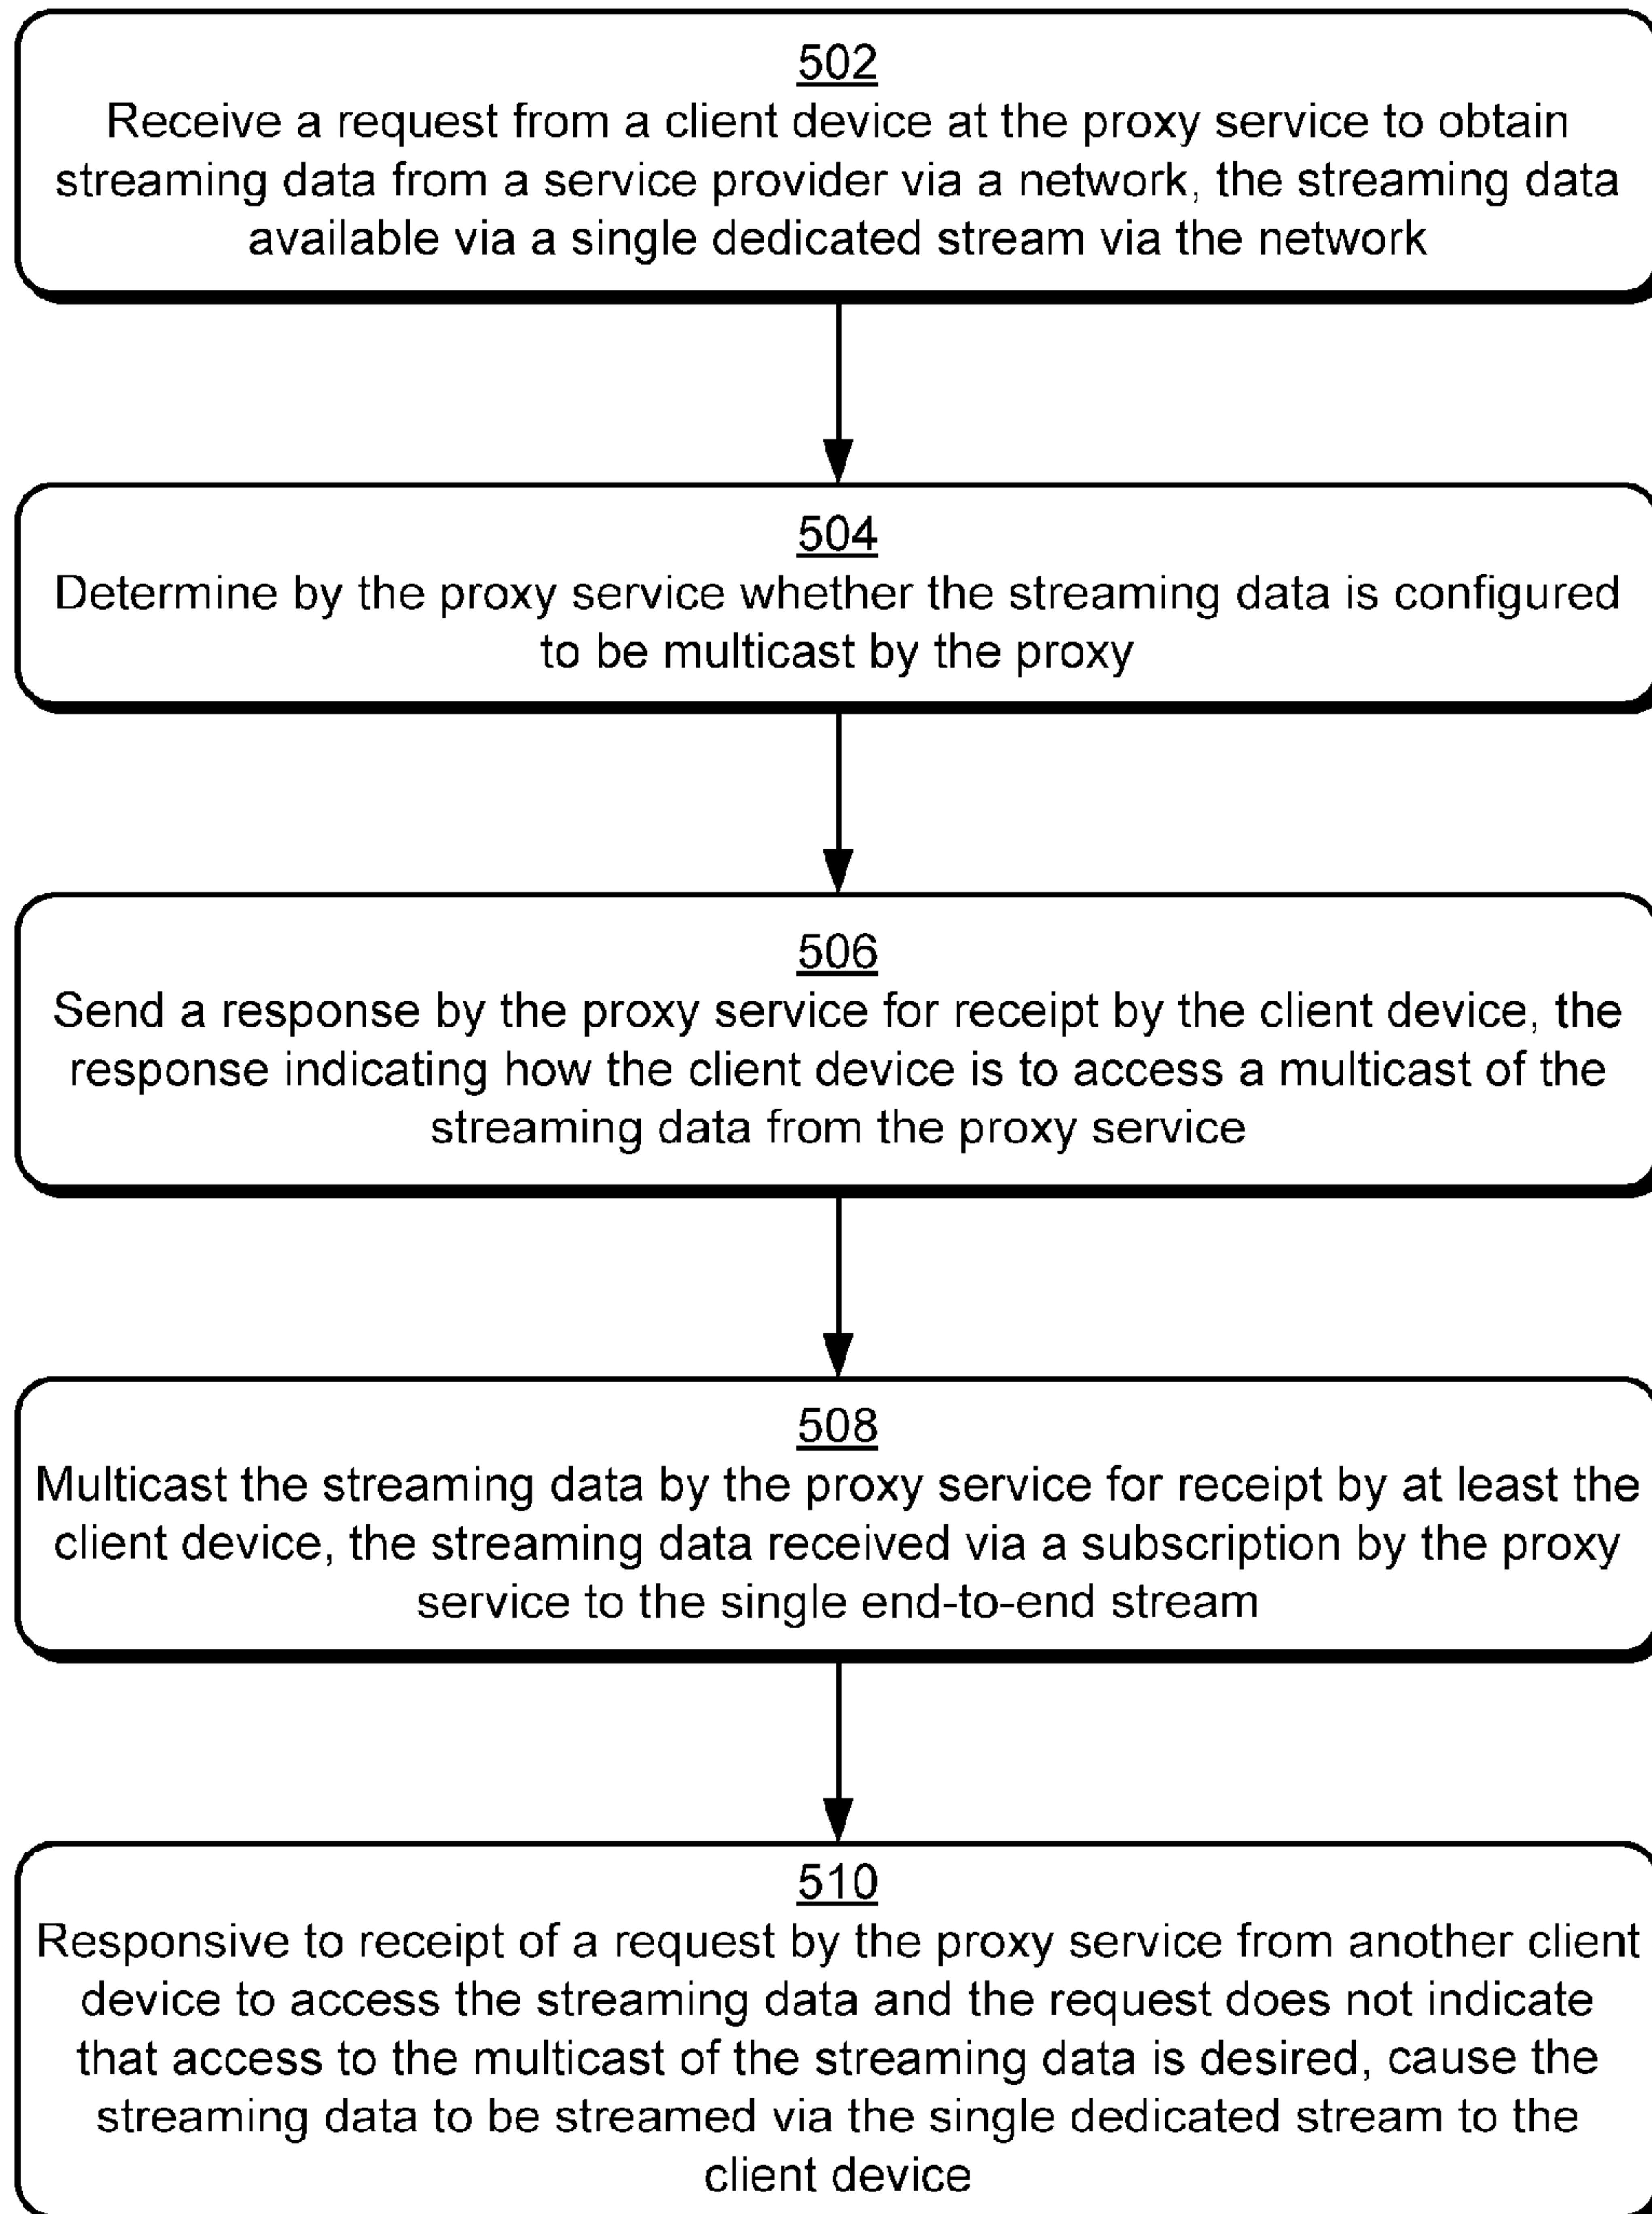 502
Receive a request from a client device at the proxy service to obtain
streaming data from a service provider via a network, the streaming data
available via a single dedicated stream via the network
504
Determine by the proxy service whether the streaming data is configured
to be multicast by the proxy
506
Send a response by the proxy service for receipt by the client device, the
response indicating how the client device is to access a multicast of the
streaming data from the proxy service
508
Multicast the streaming data by the proxy service for receipt by at least the
client device, the streaming data received via a subscription by the proxy
service to the single end-to-end stream
510
Responsive to receipt of a request by the proxy service from another client
device to access the streaming data and the request does not indicate
that access to the multicast of the streaming data is desired, cause the
streaming data to be streamed via the single dedicated stream to the
client device